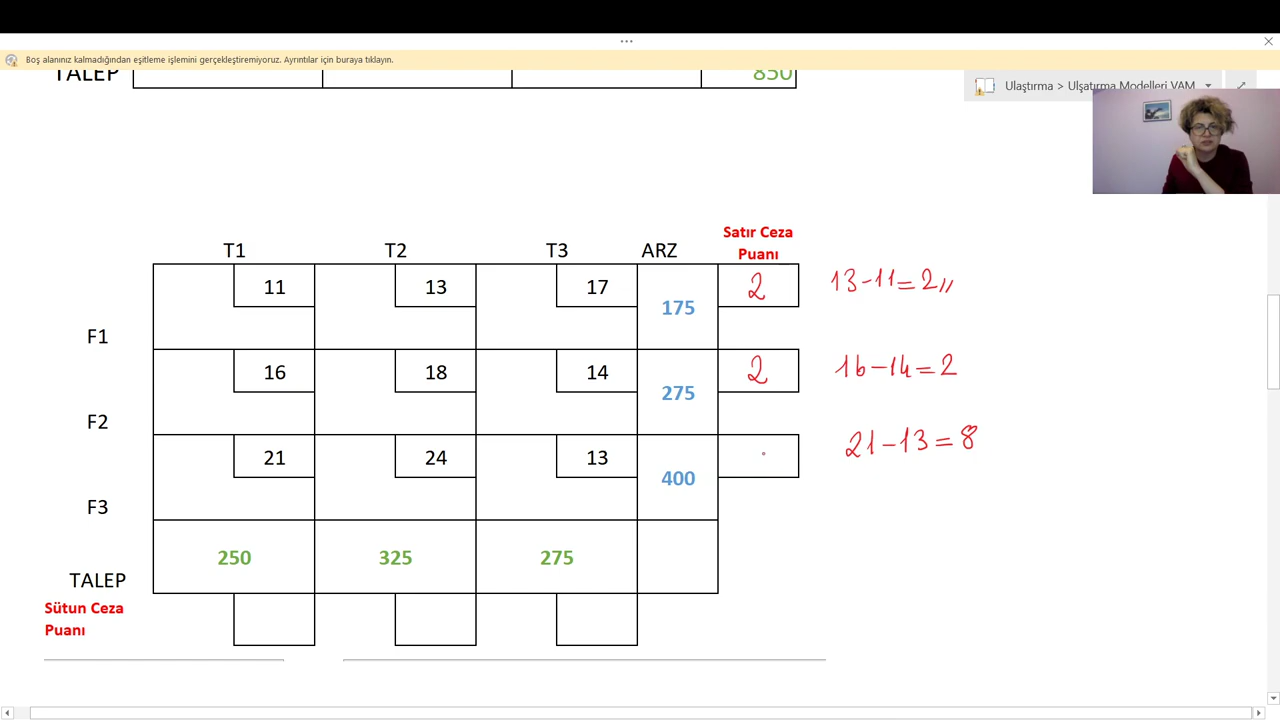 Boş alanınız kalmadığından eşitleme işlemini gerçekleştiremiyoruz. Ayrıntılar için buraya tıklayın.
TALEP 850
Ulaştırma > Ulşatırma Modelleri VAM
T1 T2 T3 ARZ Satır Ceza Puanı
11 13 17 175 2 13-11=2,,
F1
16 18 14 275 2 16-14=2
F2
21 24 13 400 21-13=8
F3
TALEP 250 325 275
Sütun Ceza
Puanı